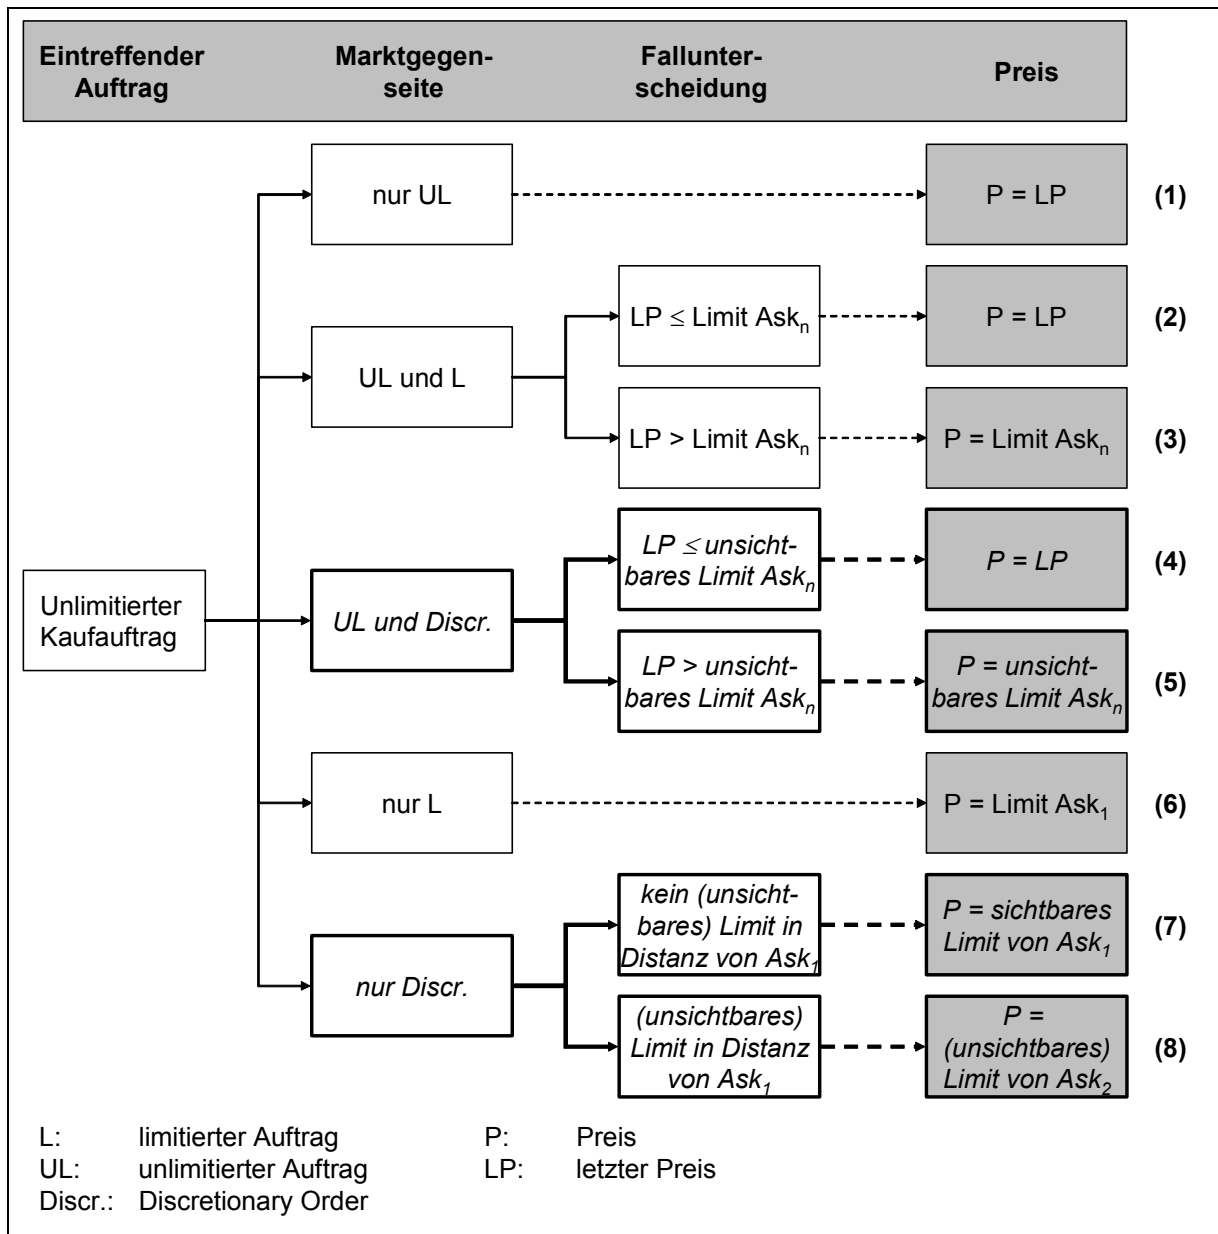 Eintreffender Auftrag
Marktgegen-
seite
Fallunter-
scheidung
Preis
nur UL
P = LP
(1)
UL und L
LP ≤ Limit Askn
P = LP
(2)
LP > Limit Askn
P = Limit Askn
(3)
Unlimitierter
Kaufauftrag
UL und Discr.
LP ≤ unsicht-
bares Limit Askn
P = LP
(4)
LP > unsicht-
bares Limit Askn
P = unsicht-
bares Limit Askn
(5)
nur L
P = Limit Ask1
(6)
nur Discr.
kein (unsicht-
bares) Limit in
Distanz von Ask1
P = sichtbares
Limit von Ask1
(7)
(unsichtbares)
Limit in Distanz
von Ask1
P =
(unsichtbares)
Limit von Ask2
(8)
L: limitierter Auftrag P: Preis
UL: unlimitierter Auftrag LP: letzter Preis
Discr.: Discretionary Order